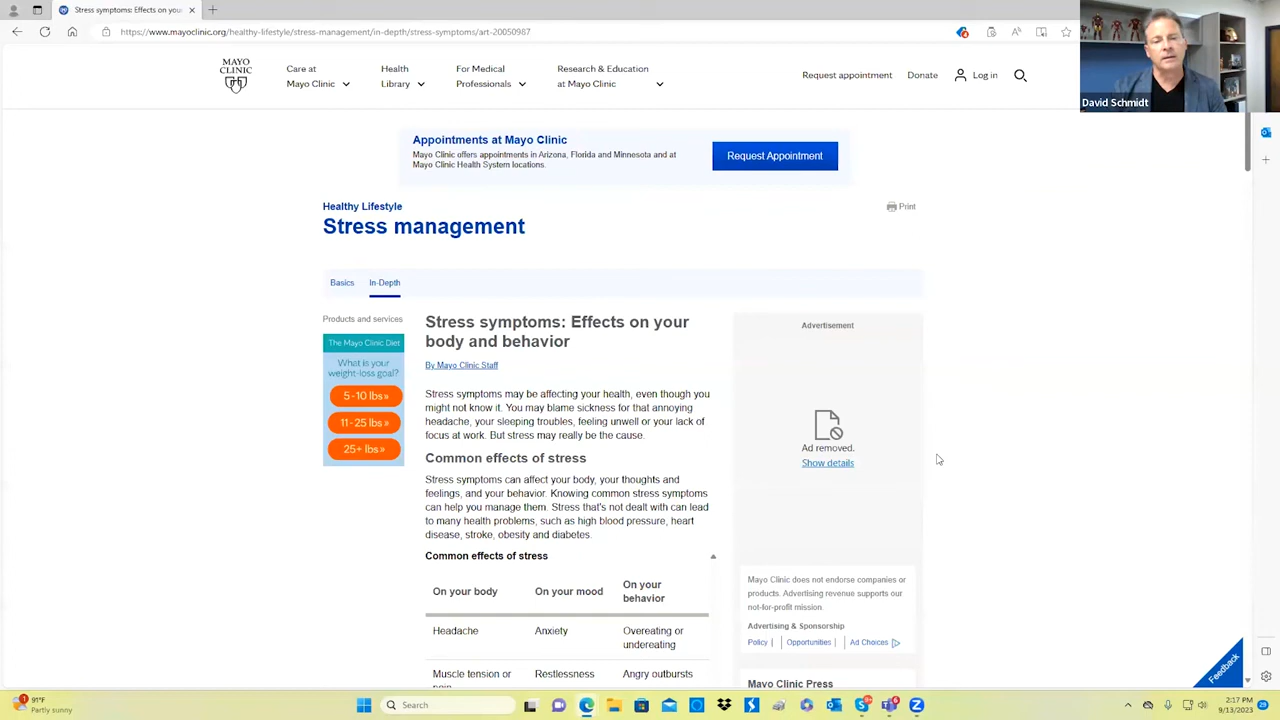 Stress symptoms: Effects on your
https://www.mayoclinic.org/healthy-lifestyle/stress-management/in-depth/stress-symptoms/art-20050987
David Schmidt
MAYO
CLINIC
Care at
Mayo Clinic
Health
Library
For Medical
Professionals
Research & Education
at Mayo Clinic
Request appointment
Donate
Log in
Appointments at Mayo Clinic
Mayo Clinic offers appointments in Arizona, Florida and Minnesota and at
Mayo Clinic Health System locations.
Request Appointment
Healthy Lifestyle
Print
Stress management
Basics
In-Depth
Products and services
The Mayo Clinic Diet
What is your
weight-loss goal?
5-10 lbs»
11-25 lbs»
25+ lbs»
Stress symptoms: Effects on your
body and behavior
By Mayo Clinic Staff
Stress symptoms may be affecting your health, even though you
might not know it. You may blame sickness for that annoying
headache, your sleeping troubles, feeling unwell or your lack of
focus at work. But stress may really be the cause.
Common effects of stress
Stress symptoms can affect your body, your thoughts and
feelings, and your behavior. Knowing common stress symptoms
can help you manage them. Stress that's not dealt with can lead
to many health problems, such as high blood pressure, heart
disease, stroke, obesity and diabetes.
Common effects of stress
On your body
On your mood
On your
behavior
Headache
Anxiety
Overeating or
undereating
Muscle tension or
pain
Restlessness
Angry outbursts
Advertisement
Ad removed.
Show details
Mayo Clinic does not endorse companies or
products. Advertising revenue supports our
not-for-profit mission.
Advertising & Sponsorship
Policy |
Opportunities |
Ad Choices
Mayo Clinic Press
Feedback
91°F
Partly sunny
Search
2:17 PM
9/13/2023